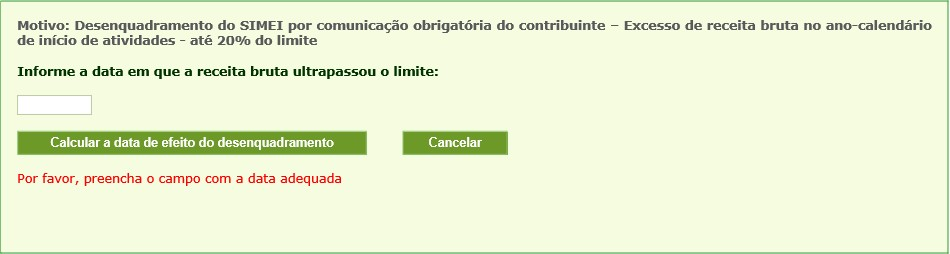 Motivo: Desenquadramento do SIMEI por comunicação obrigatória do contribuinte – Excesso de receita bruta no ano-calendário
de início de atividades - até 20% do limite
Informe a data em que a receita bruta ultrapassou o limite:
Calcular a data de efeito do desenquadramento Cancelar
Por favor, preencha o campo com a data adequada